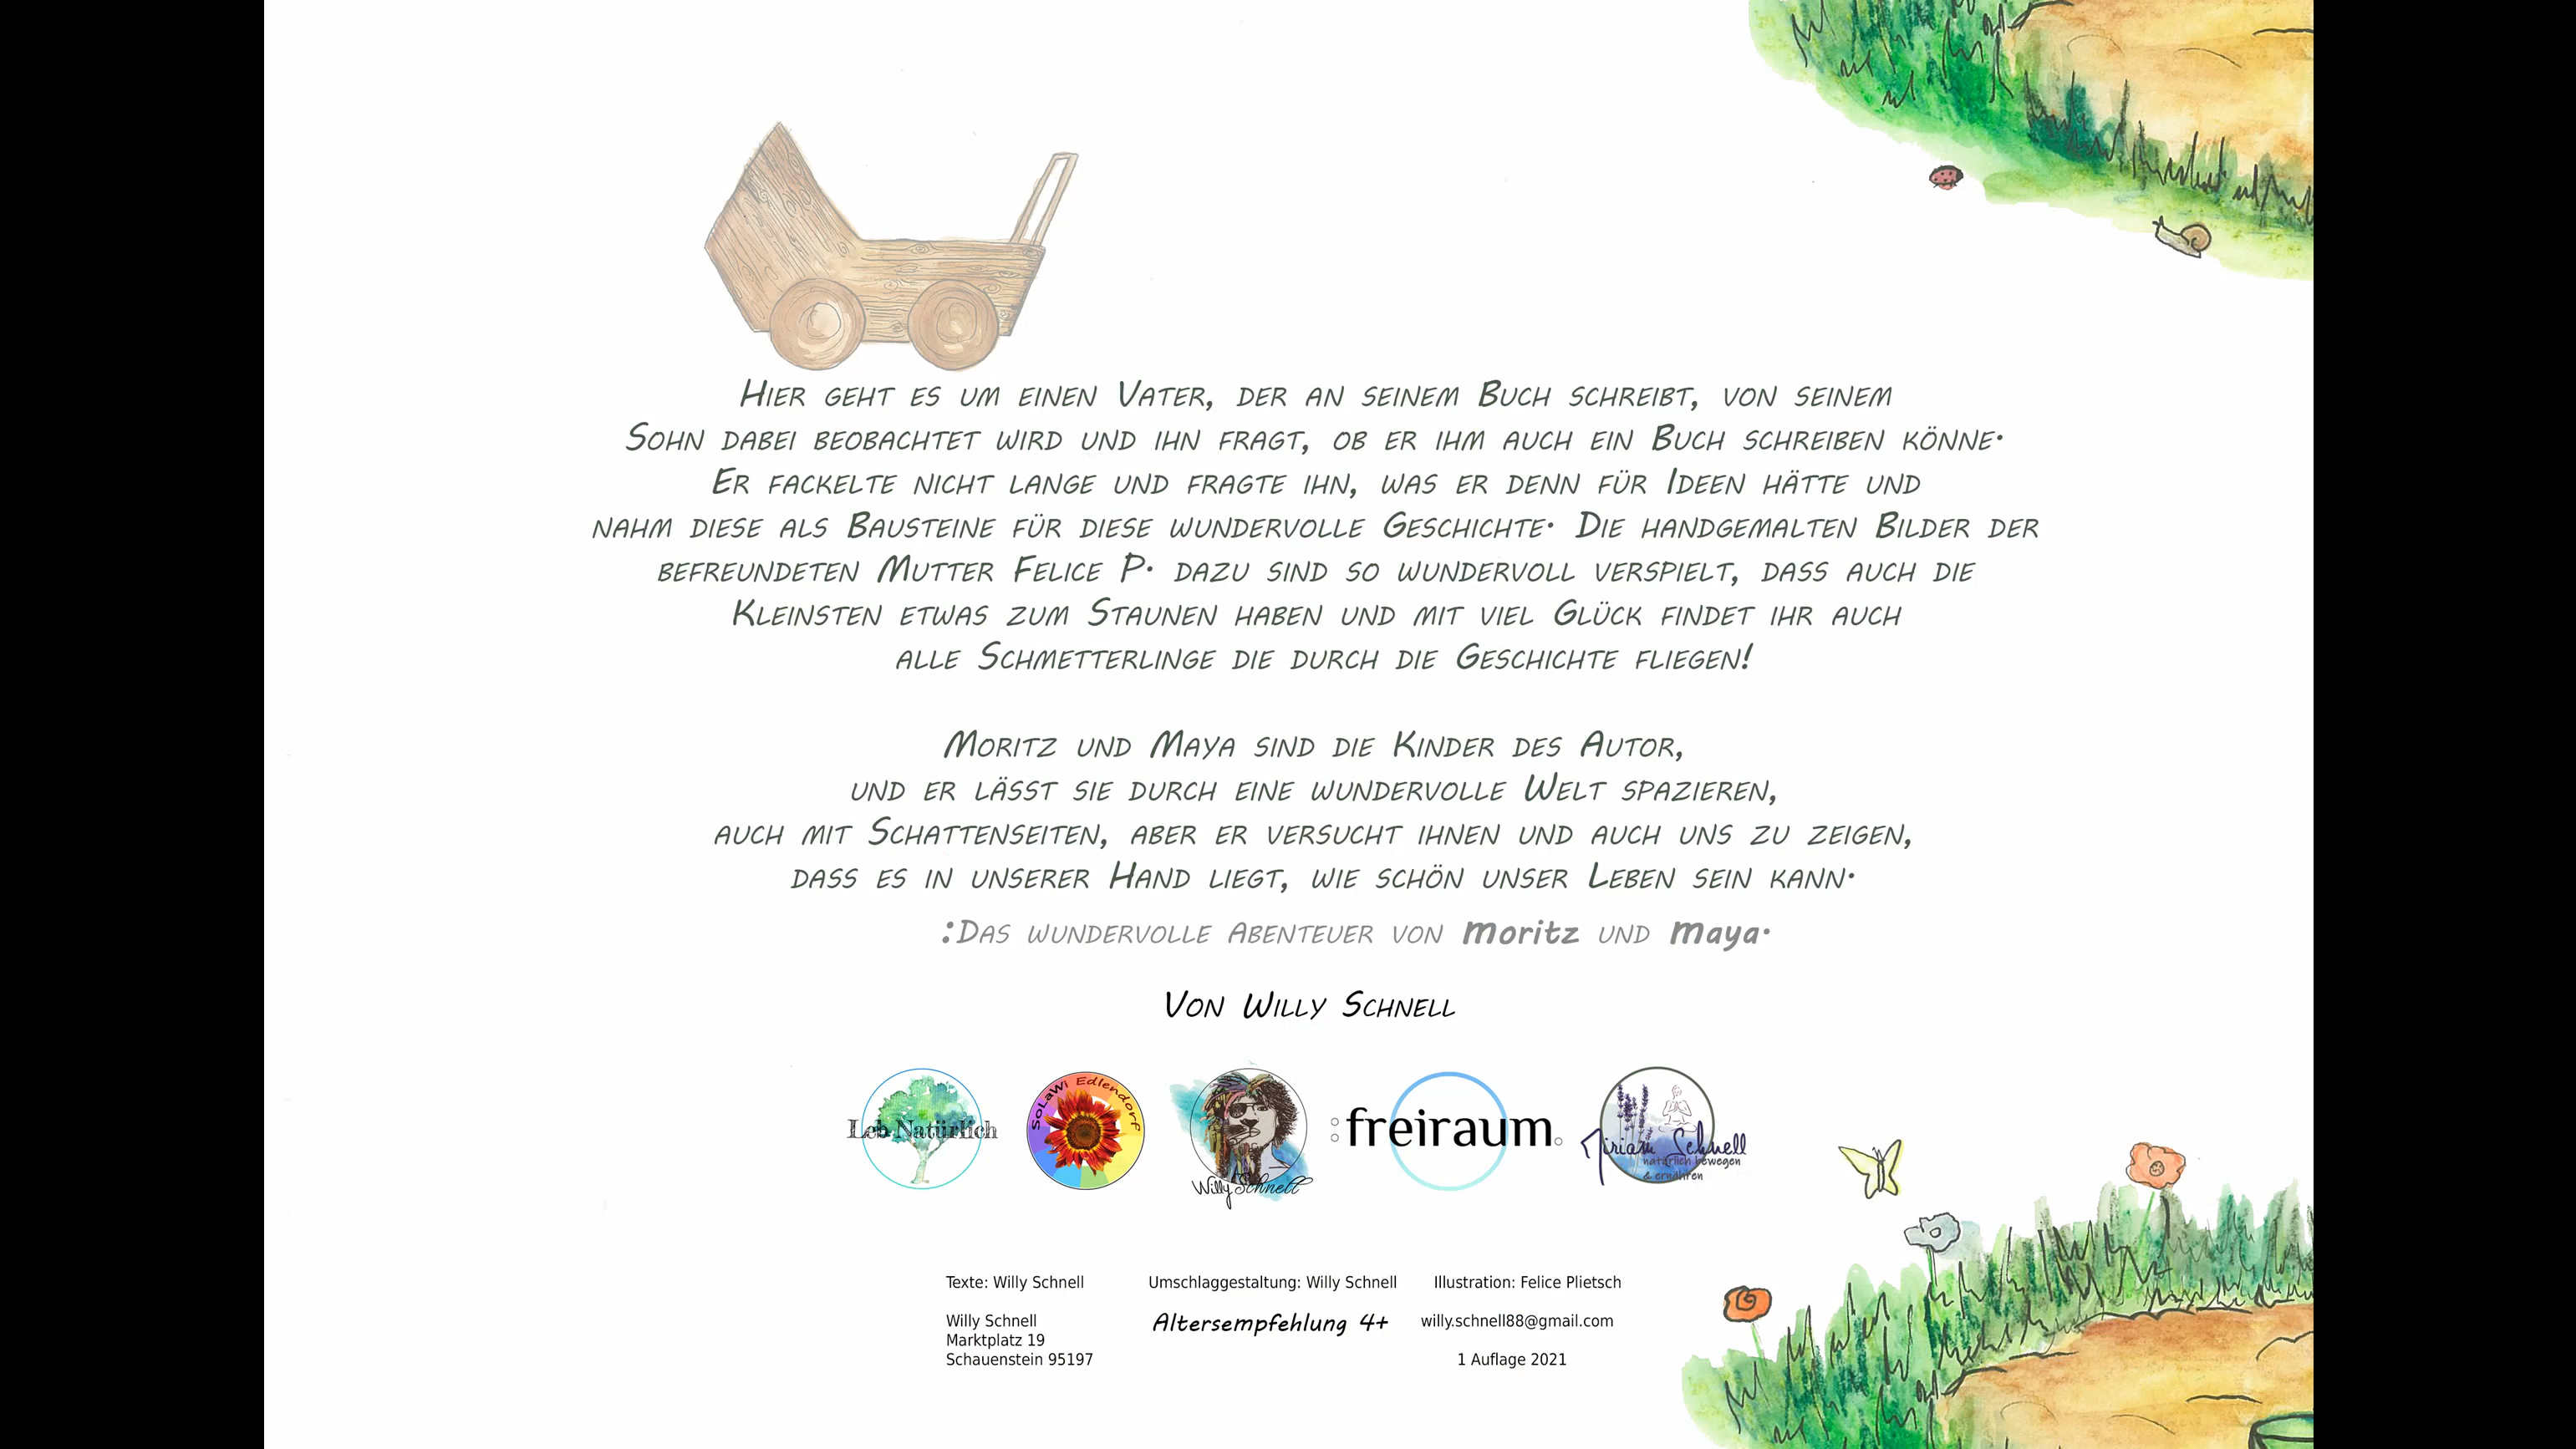 Hier geht es um einen Vater, der an seinem Buch schreibt, von seinem
Sohn dabei beobachtet wird und ihn fragt, ob er ihm auch ein Buch schreiben könne.
Er fackelte nicht lange und fragte ihn, was er denn für Ideen hätte und
nahm diese als Bausteine für diese wundervolle Geschichte. Die handgemalten Bilder der
befreundeten Mutter Felice P. dazu sind so wundervoll verspielt, dass auch die
Kleinsten etwas zum Staunen haben und mit viel Glück findet ihr auch
alle Schmetterlinge die durch die Geschichte fliegen!
Moritz und Maya sind die Kinder des Autor,
und er lässt sie durch eine wundervolle Welt spazieren,
auch mit Schattenseiten, aber er versucht ihnen und auch uns zu zeigen,
dass es in unserer Hand liegt, wie schön unser Leben sein kann.
:Das wundervolle Abenteuer von moritz und maya.
Von Willy Schnell
Leb Natürlich
SoLaWi Edlendorf
Willy Schnell
freiraum
Miriam Schnell
natürlich bewegen
& ernähren
Texte: Willy Schnell Umschlaggestaltung: Willy Schnell Illustration: Felice Plietsch
Willy Schnell Altersempfehlung 4+ willy.schnell88@gmail.com
Marktplatz 19
Schauenstein 95197 1 Auflage 2021